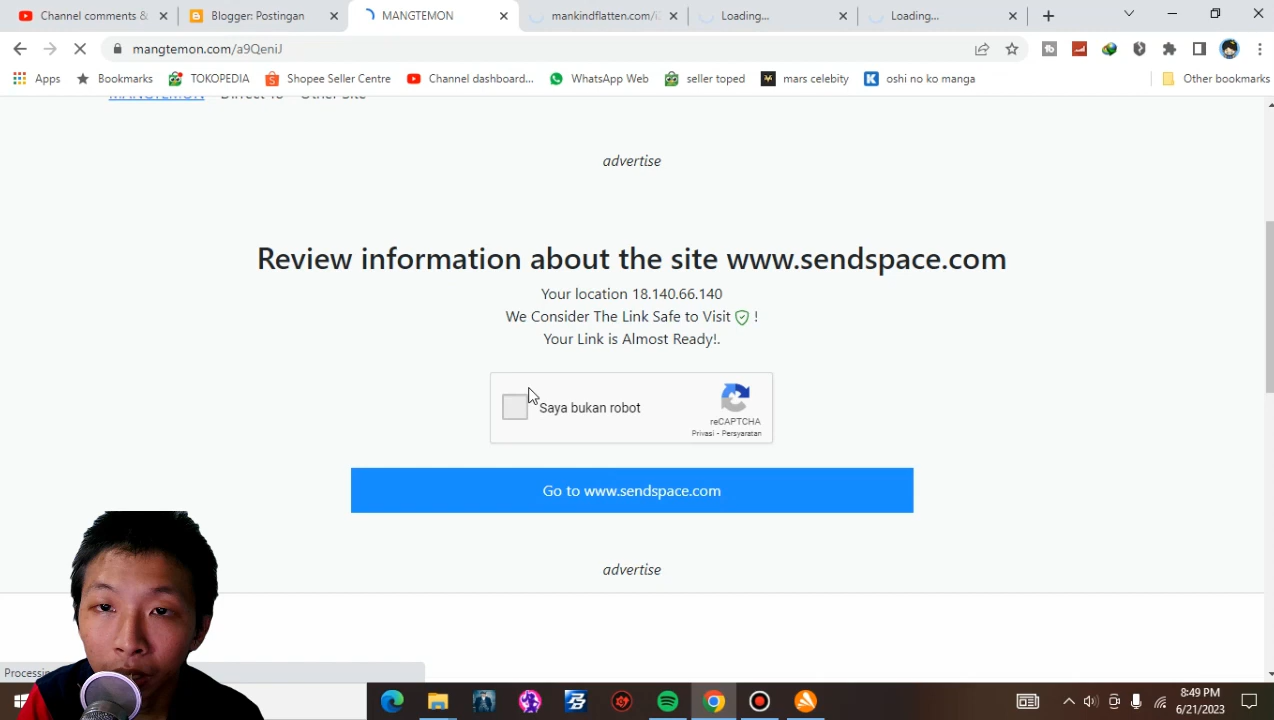 Channel comments &
Blogger: Postingan
MANGTEMON
mankindflatten.com/i
Loading...
Loading...
mangtemon.com/a9QeniJ
Apps
Bookmarks
TOKOPEDIA
Shopee Seller Centre
Channel dashboard...
WhatsApp Web
seller toped
mars celebity
oshi no ko manga
Other bookmarks
MANGTEMON
Other Site
advertise
Review information about the site www.sendspace.com
Your location 18.140.66.140
We Consider The Link Safe to Visit !
Your Link is Almost Ready!.
Saya bukan robot
reCAPTCHA
Privasi - Persyaratan
Go to www.sendspace.com
advertise
Processin
8:49 PM
6/21/2023